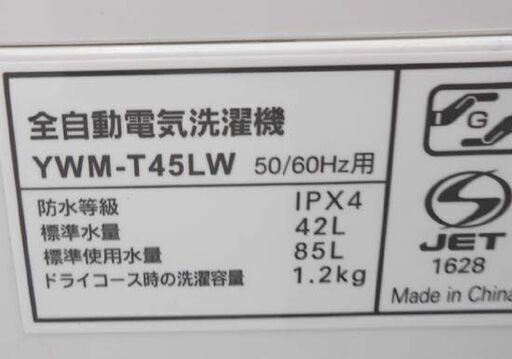 全自動電気洗濯機
YWM-T45LW 50/60Hz用
防水等級 IPX4
標準水量 42L
標準使用水量 85L
ドライコース時の洗濯容量 1.2kg
G
JET
1628
Made in China